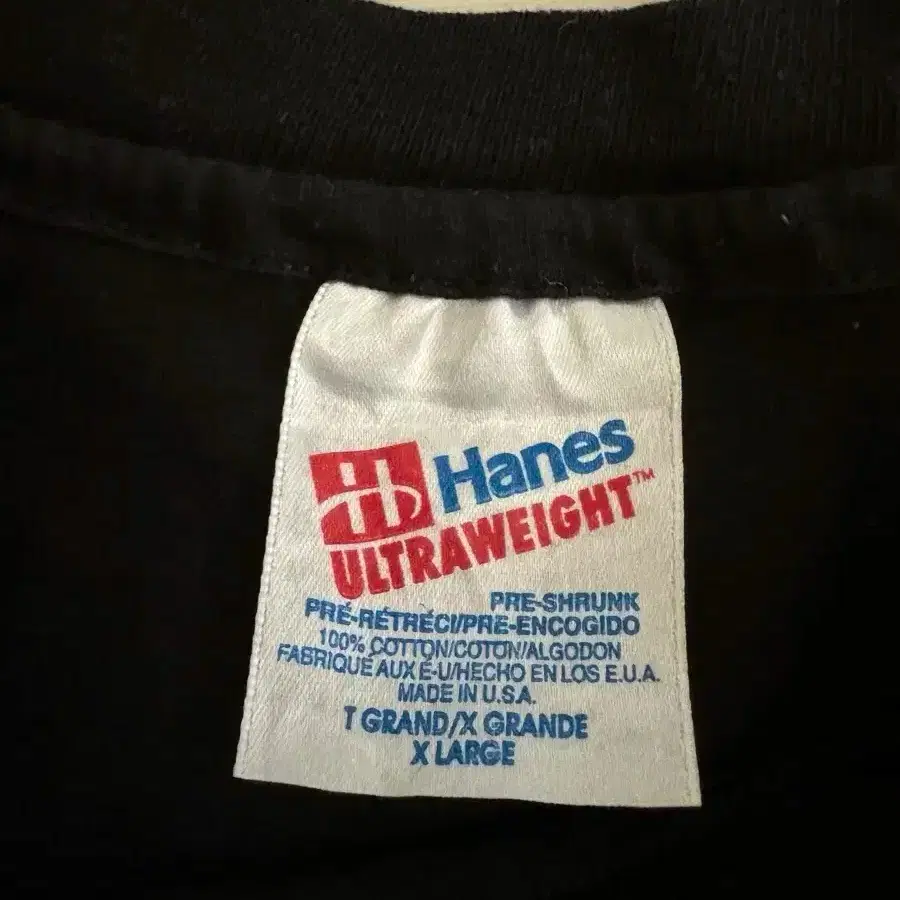 Hanes
ULTRAWEIGHT™
PRE-SHRUNK
PRÉ-RÉTRÉCI/PRE-ENCOGIDO
100% COTTON/COTON/ALGODON
FABRIQUÉ AUX É-U/HECHO EN LOS E.U.A.
MADE IN U.S.A.
T GRAND/X GRANDE
X LARGE